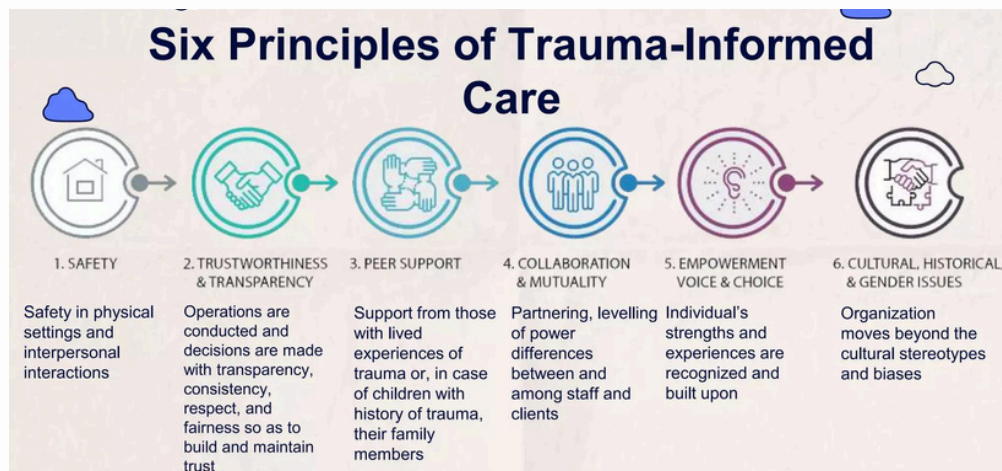 Six Principles of Trauma-Informed
Care
1. SAFETY
Safety in physical
settings and
interpersonal
interactions
2. TRUSTWORTHINESS
& TRANSPARENCY
Operations are
conducted and
decisions are made
with transparency,
consistency,
respect, and
fairness so as to
build and maintain
trust
3. PEER SUPPORT
Support from those
with lived
experiences of
trauma or, in case
of children with
history of trauma,
their family
members
4. COLLABORATION
& MUTUALITY
Partnering, levelling
of power
differences
between and
among staff and
clients
5. EMPOWERMENT
VOICE & CHOICE
Individual's
strengths and
experiences are
recognized and
built upon
6. CULTURAL, HISTORICAL
& GENDER ISSUES
Organization
moves beyond the
cultural stereotypes
and biases